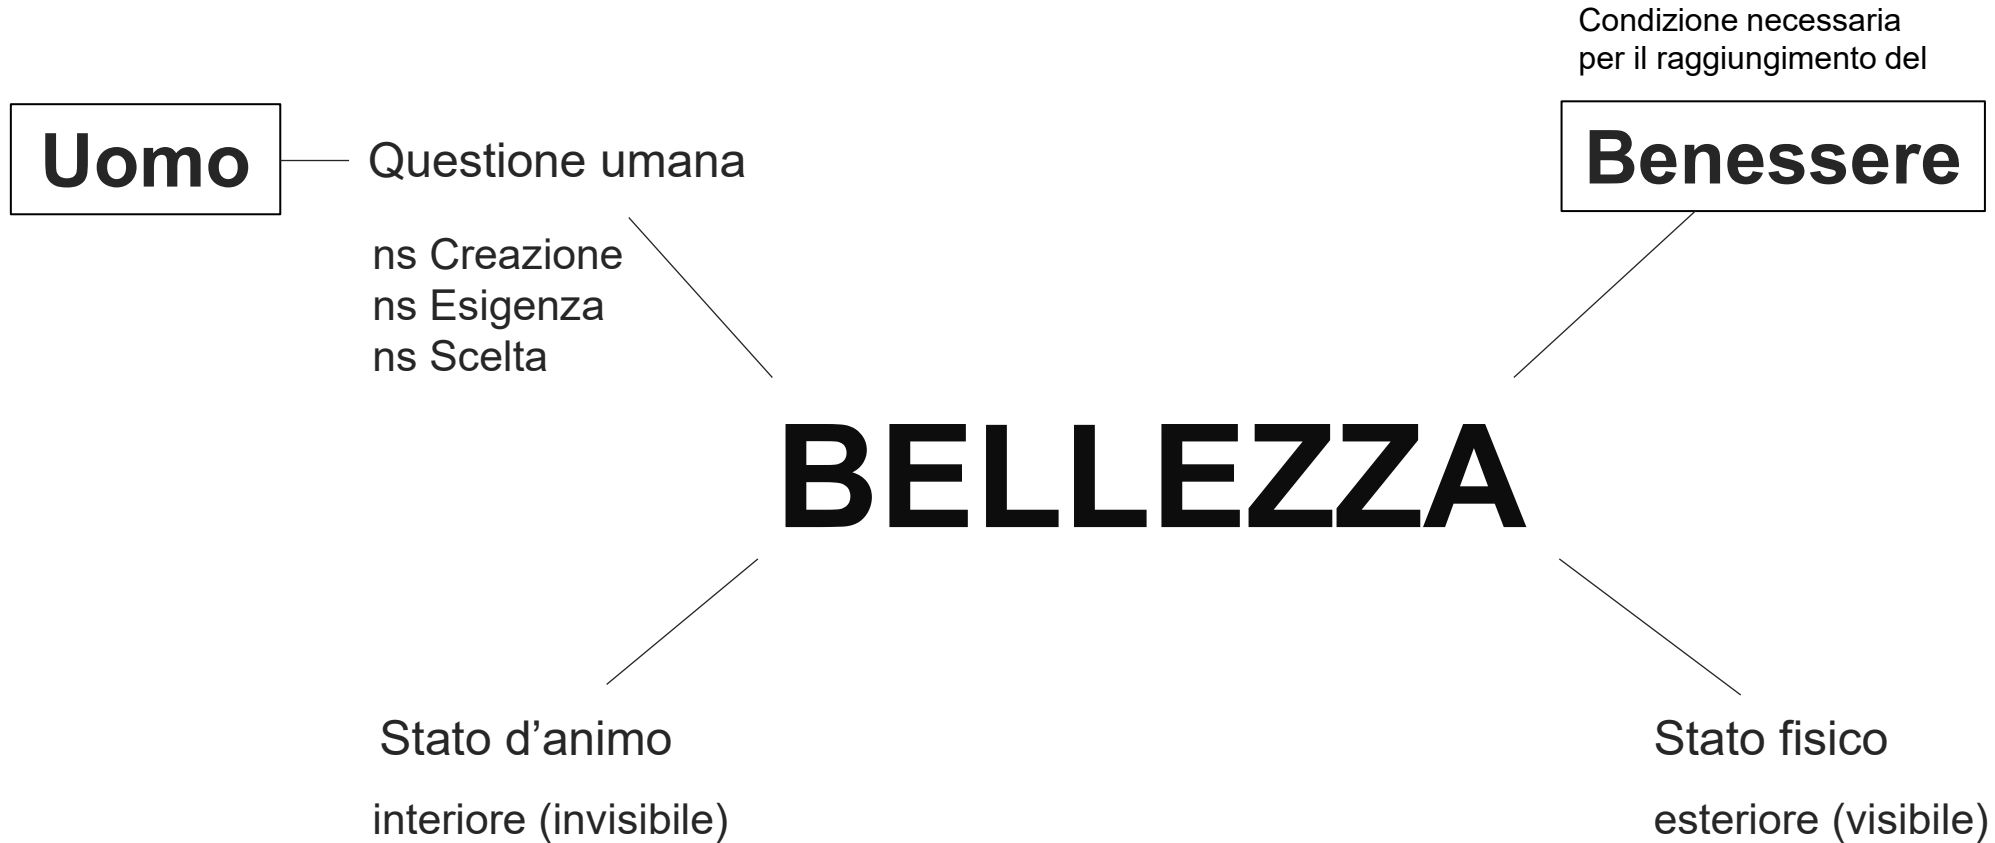 Condizione necessaria
per il raggiungimento del
Uomo
Questione umana
Benessere
ns Creazione
ns Esigenza
ns Scelta
BELLEZZA
Stato d’animo
interiore (invisibile)
Stato fisico
esteriore (visibile)